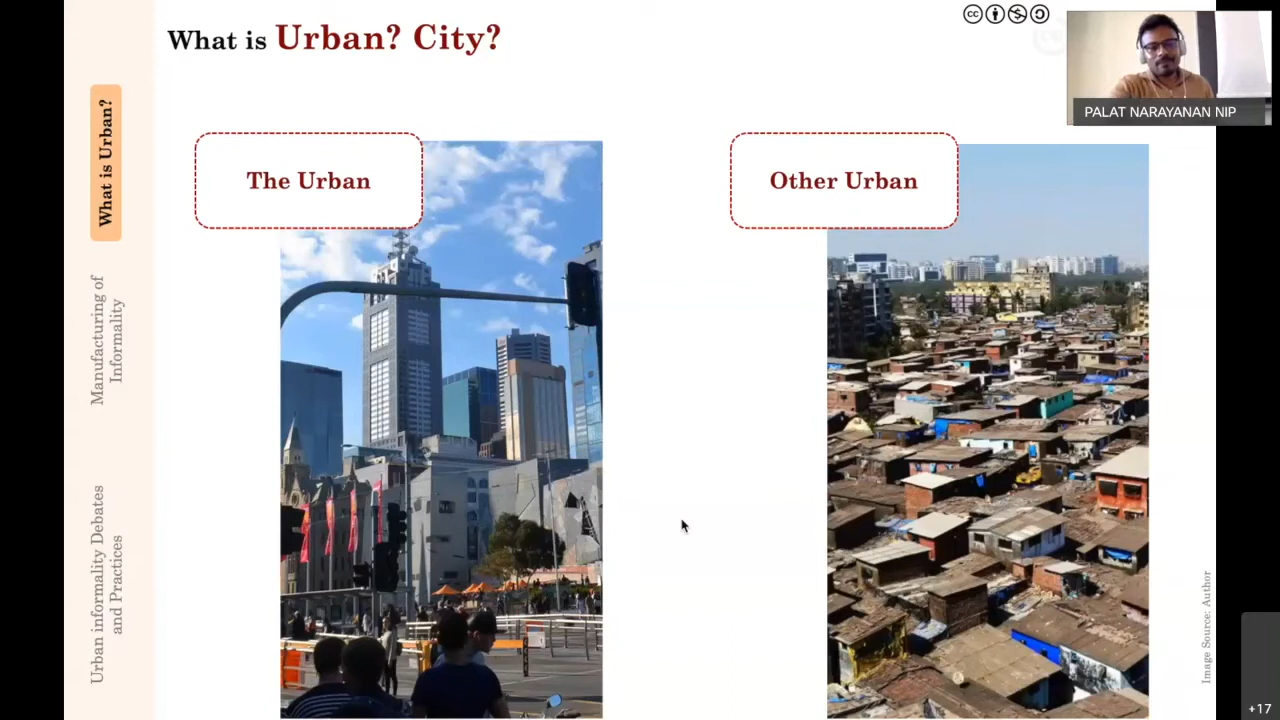 What is Urban? City?
cc
PALAT NARAYANAN NIP
What is Urban?
Manufacturing of
Informality
Urban informality Debates
and Practices
The Urban
Other Urban
Image Source: Author
+17